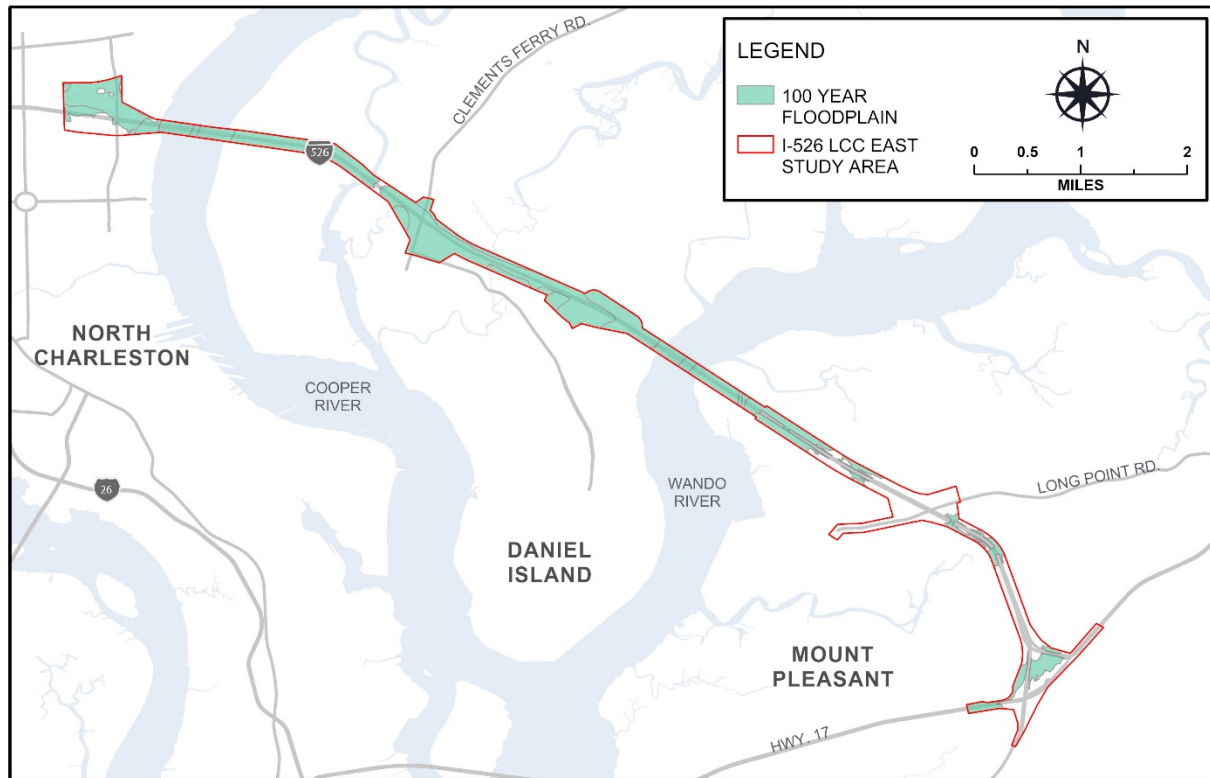 CLEMENTS FERRY RD.
LEGEND
100 YEAR
FLOODPLAIN
I-526 LCC EAST
STUDY AREA
N
0 0.5 1 2
MILES
526
NORTH
CHARLESTON
COOPER
RIVER
26
WANDO
RIVER
LONG POINT RD.
DANIEL
ISLAND
MOUNT
PLEASANT
HWY. 17